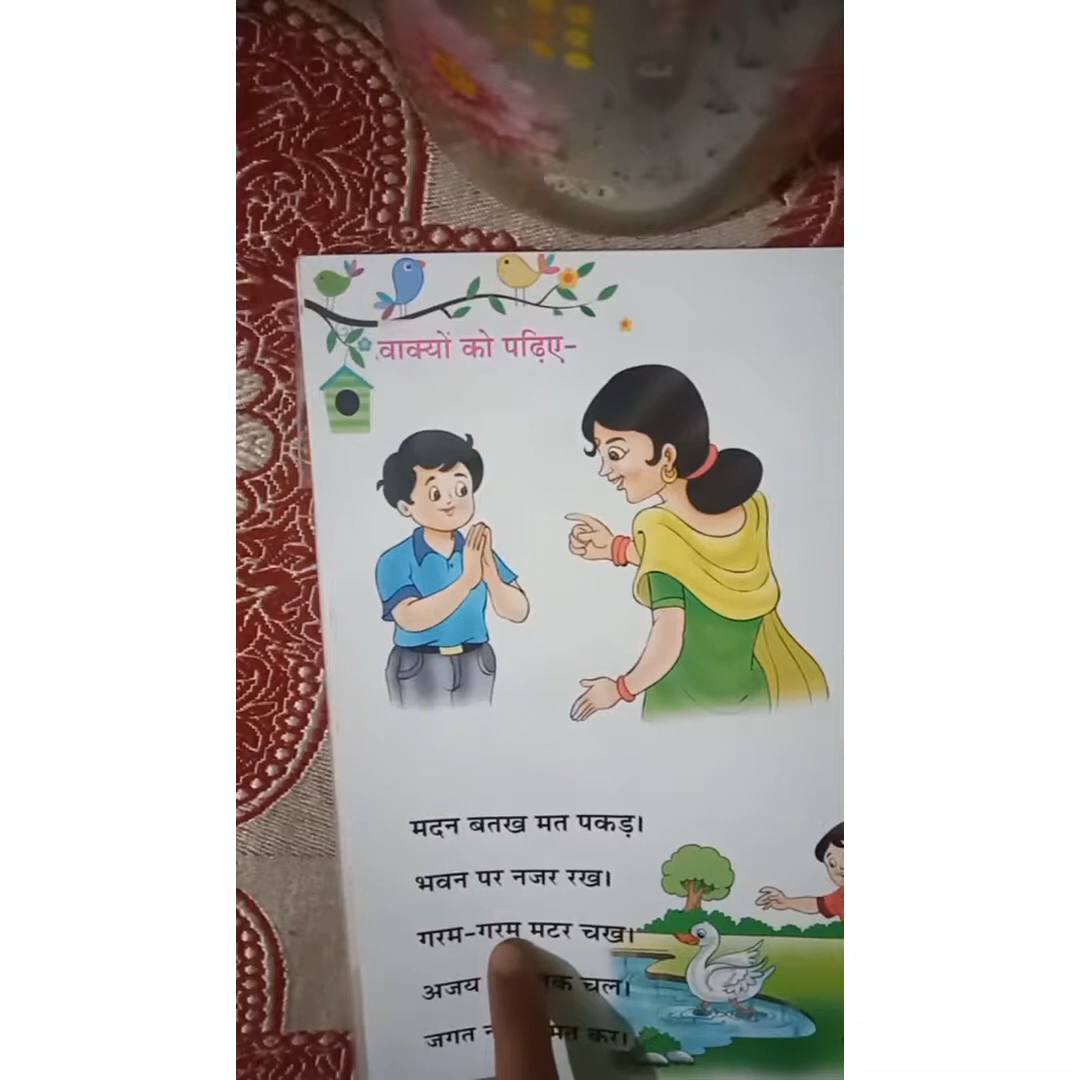 वाक्यों को पढ़िए-
मदन बतख मत पकड़।
भवन पर नजर रख।
गरम-गरम मटर चख।
अजय चल।
जगत मत कर।